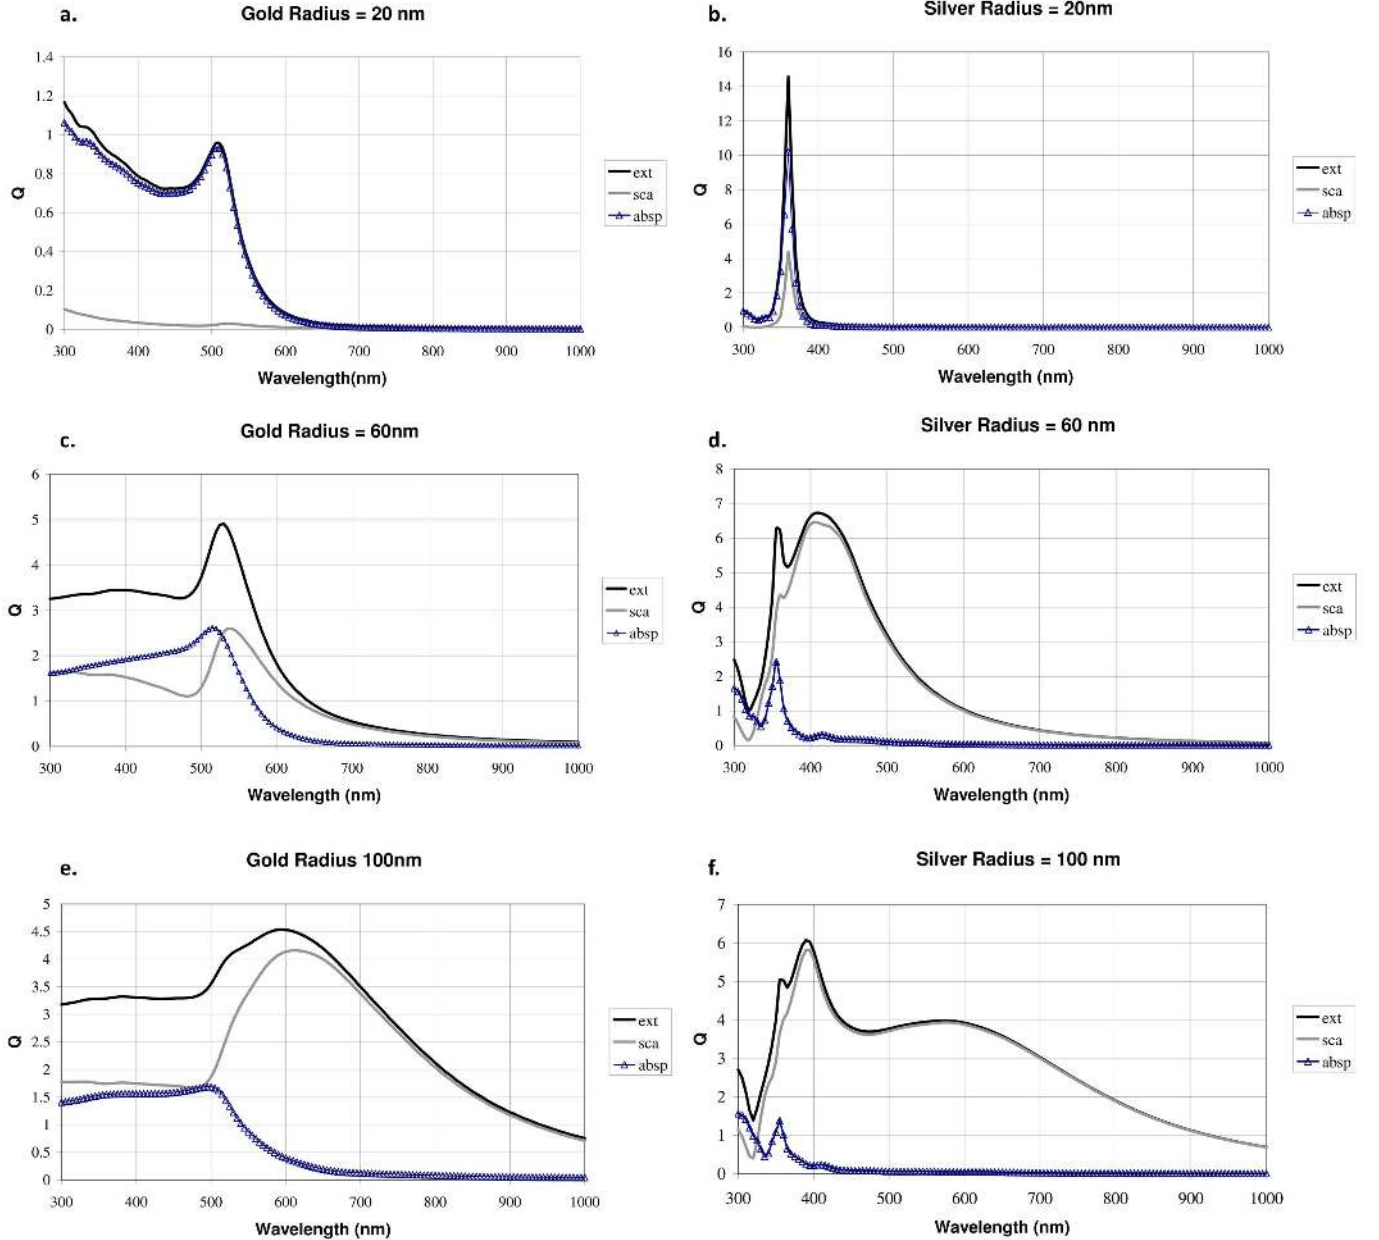 a.
Gold Radius = 20 nm
1.4
1.2
1
0.8
0.6
0.4
0.2
0
Q
300 400 500 600 700 800 900 1000
Wavelength(nm)
ext
sca
absp
b.
Silver Radius = 20nm
16
14
12
10
8
6
4
2
0
Q
300 400 500 600 700 800 900 1000
Wavelength (nm)
ext
sca
absp
c.
Gold Radius = 60nm
6
5
4
3
2
1
0
Q
300 400 500 600 700 800 900 1000
Wavelength (nm)
ext
sca
absp
d.
Silver Radius = 60 nm
8
7
6
5
4
3
2
1
0
Q
300 400 500 600 700 800 900 1000
Wavelength (nm)
ext
sca
absp
e.
Gold Radius 100nm
5
4.5
4
3.5
3
2.5
2
1.5
1
0.5
0
Q
300 400 500 600 700 800 900 1000
Wavelength (nm)
ext
sca
absp
f.
Silver Radius = 100 nm
7
6
5
4
3
2
1
0
Q
300 400 500 600 700 800 900 1000
Wavelength (nm)
ext
sca
absp